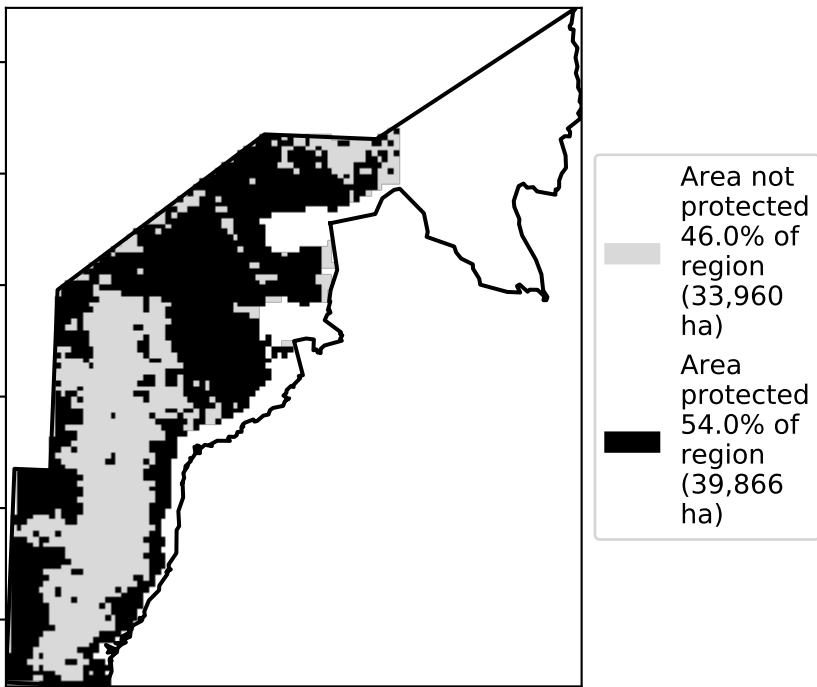 Area not
protected
46.0% of
region
(33,960
ha)
Area
protected
54.0% of
region
(39,866
ha)